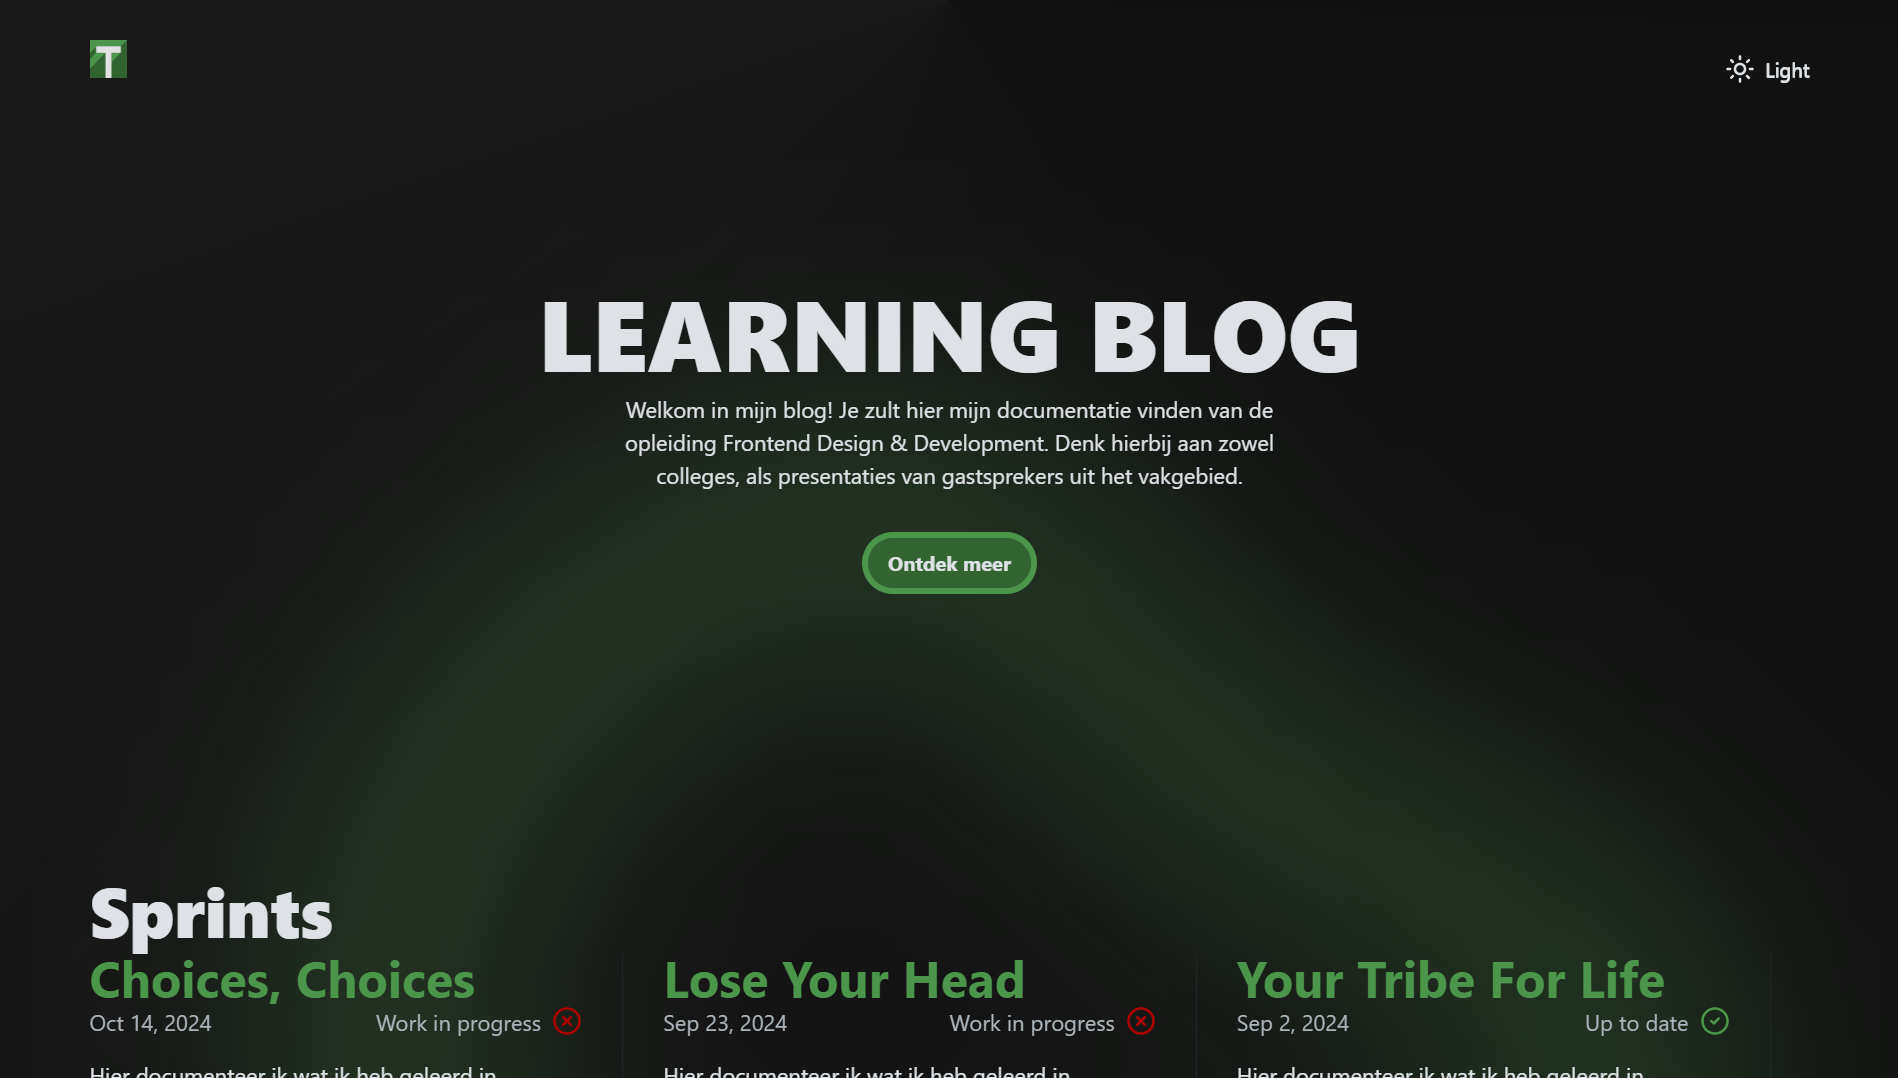 T
Light
LEARNING BLOG
Welkom in mijn blog! Je zult hier mijn documentatie vinden van de
opleiding Frontend Design & Development. Denk hierbij aan zowel
colleges, als presentaties van gastsprekers uit het vakgebied.
Ontdek meer
Sprints
Choices, Choices
Oct 14, 2024 Work in progress
Hier documenteer ik wat ik heb geleerd in
Lose Your Head
Sep 23, 2024 Work in progress
Hier documenteer ik wat ik heb geleerd in
Your Tribe For Life
Sep 2, 2024 Up to date
Hier documenteer ik wat ik heb geleerd in